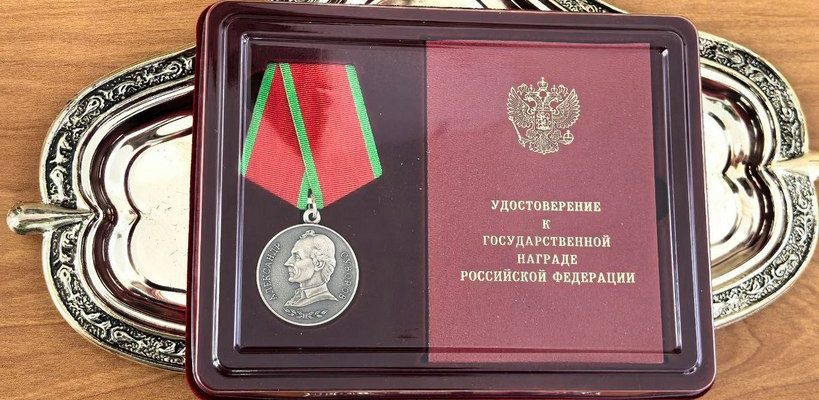 АЛЕКСАНДР СУВОРОВ
УДОСТОВЕРЕНИЕ
К
ГОСУДАРСТВЕННОЙ
НАГРАДЕ
РОССИЙСКОЙ ФЕДЕРАЦИИ